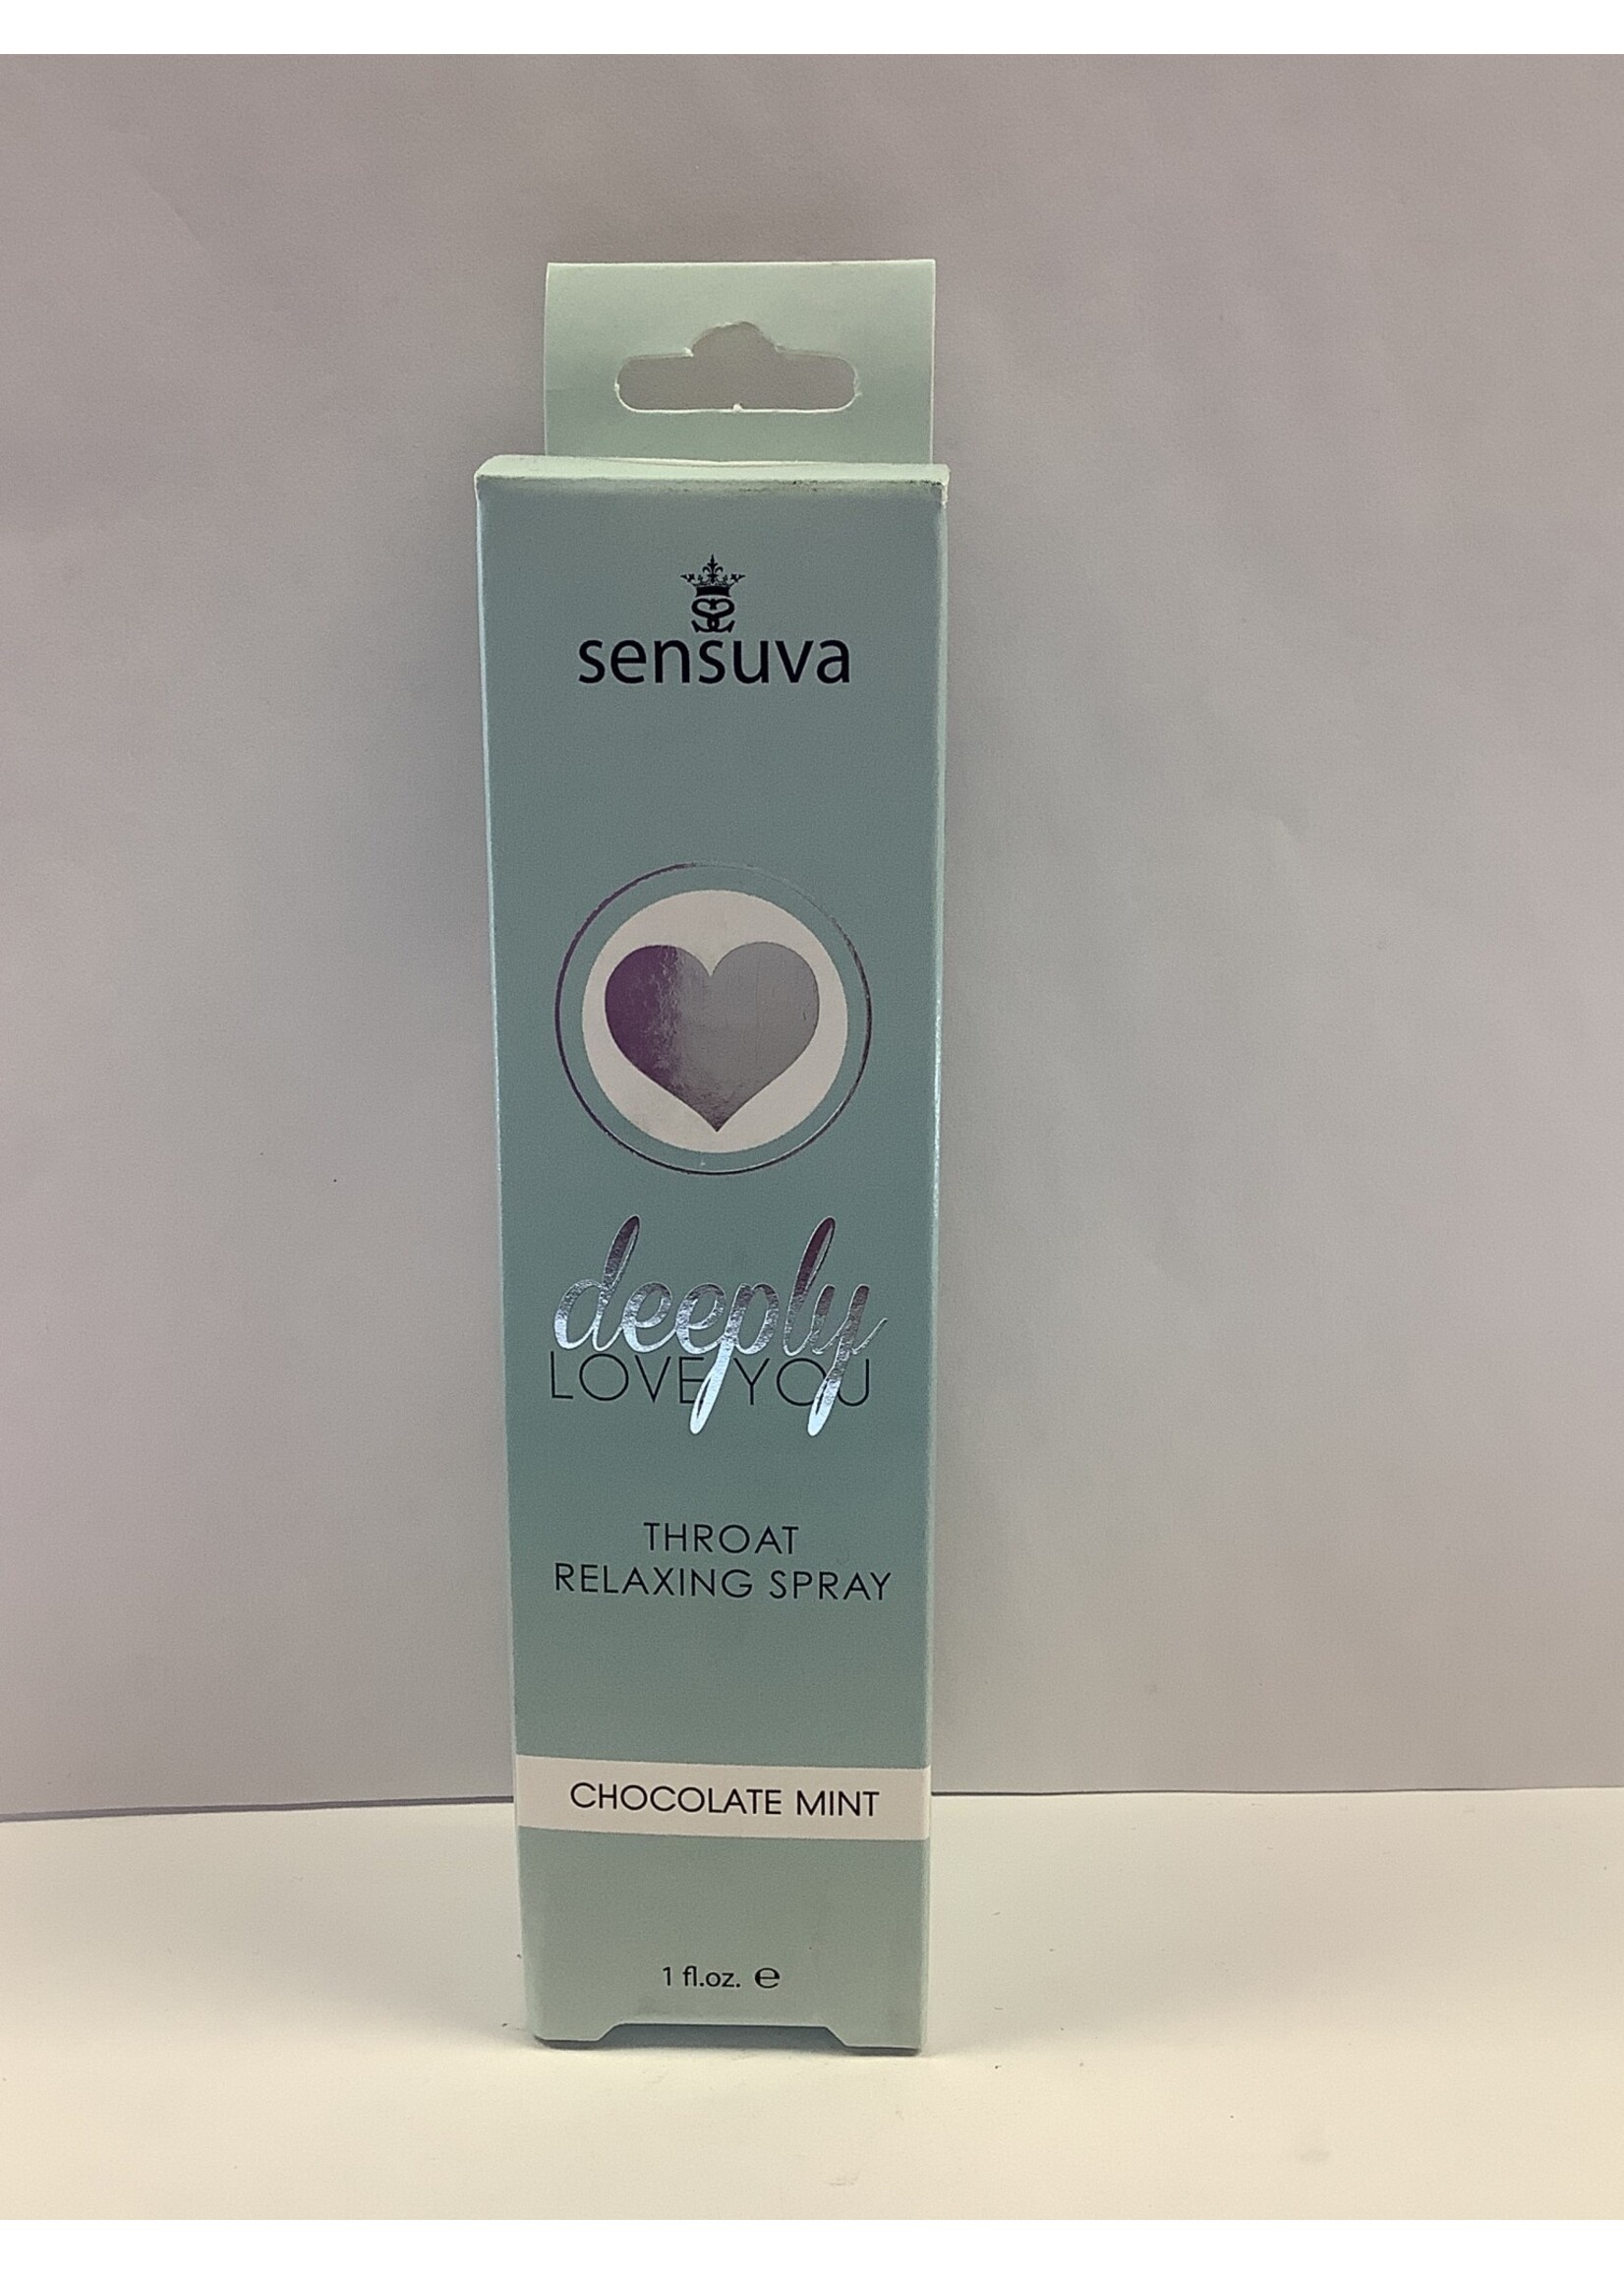 sensuva
deeply
LOVE YOU
THROAT
RELAXING SPRAY
CHOCOLATE MINT
1 fl.oz. ℮